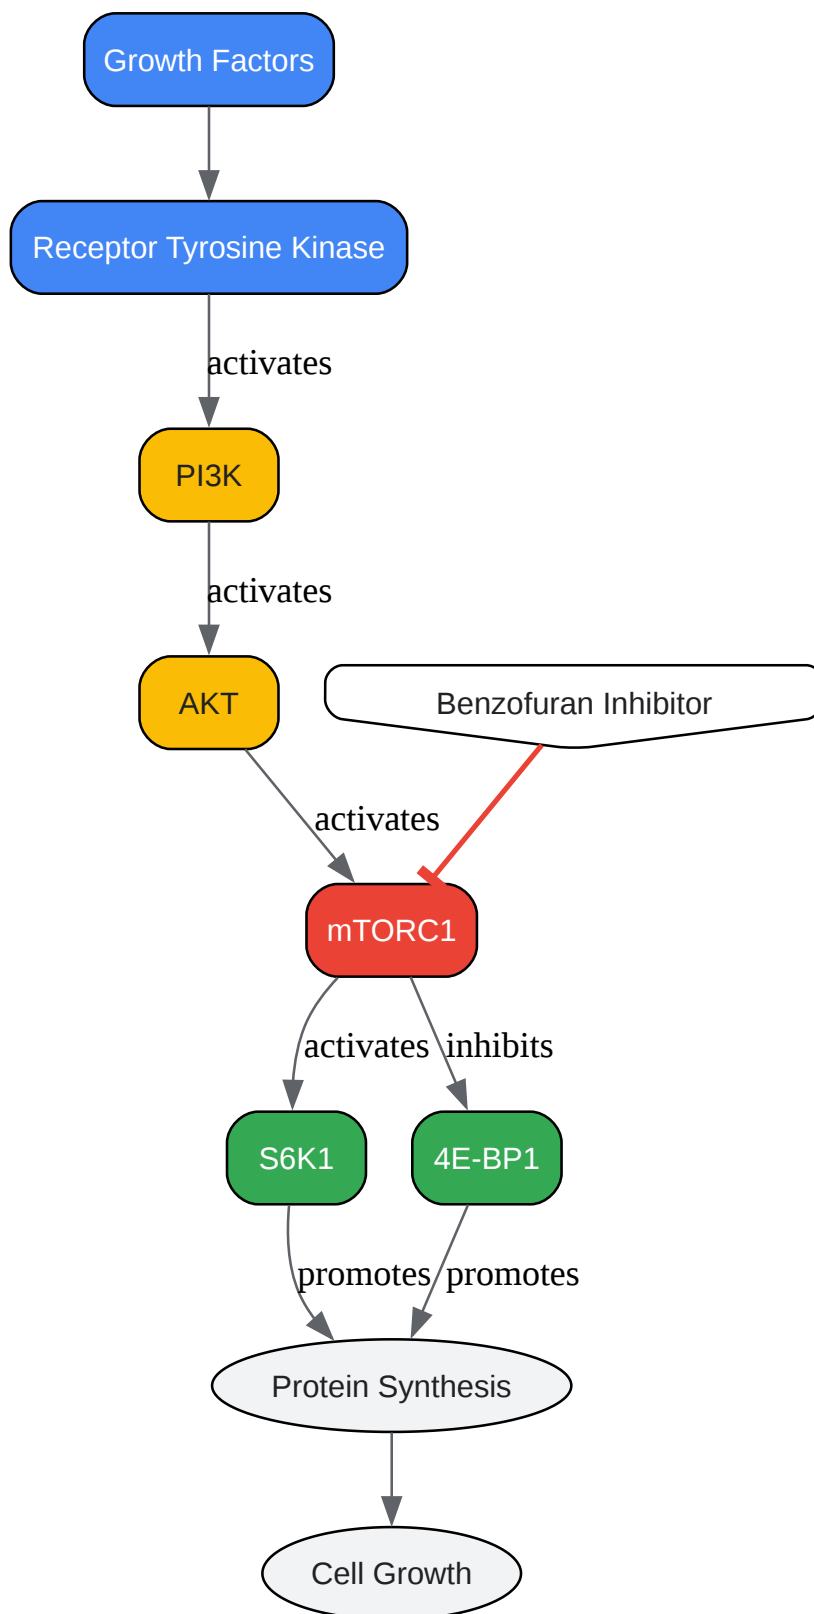 Growth Factors
Receptor Tyrosine Kinase
activates
PI3K
activates
AKT
Benzofuran Inhibitor
activates
mTORC1
activates
inhibits
S6K1
4E-BP1
promotes
promotes
Protein Synthesis
Cell Growth